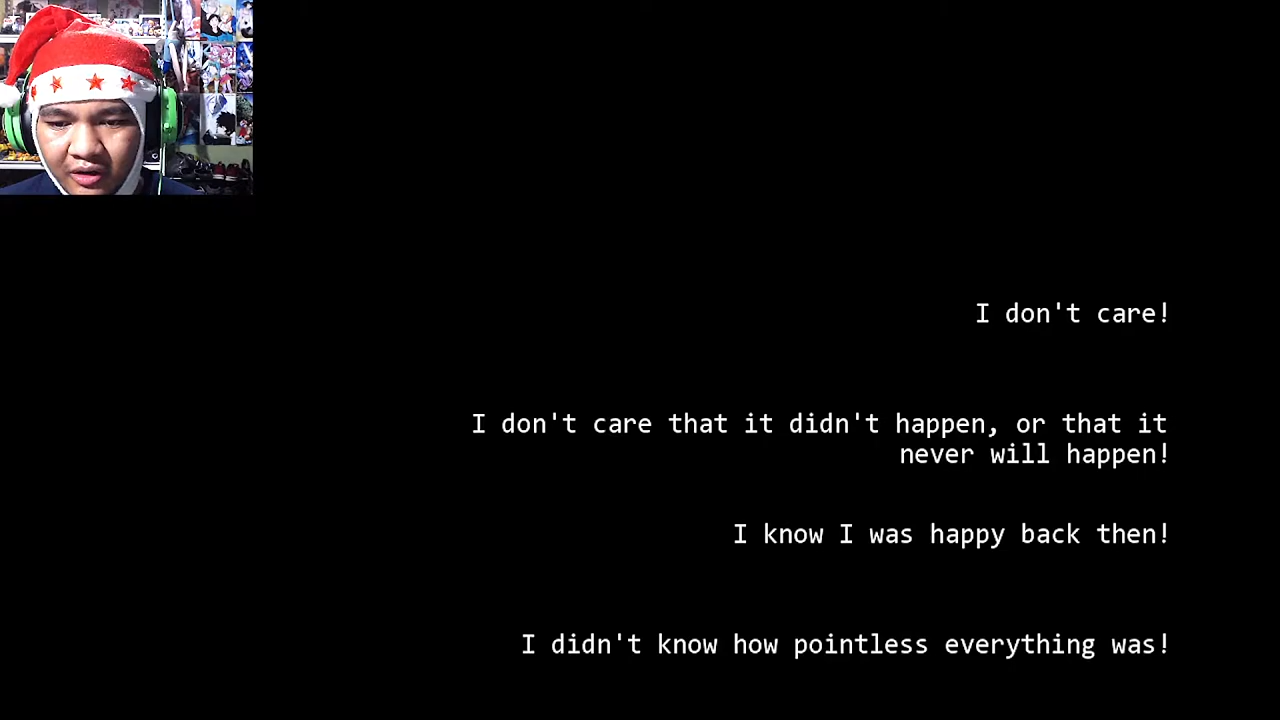 I don't care!
I don't care that it didn't happen, or that it
never will happen!
I know I was happy back then!
I didn't know how pointless everything was!